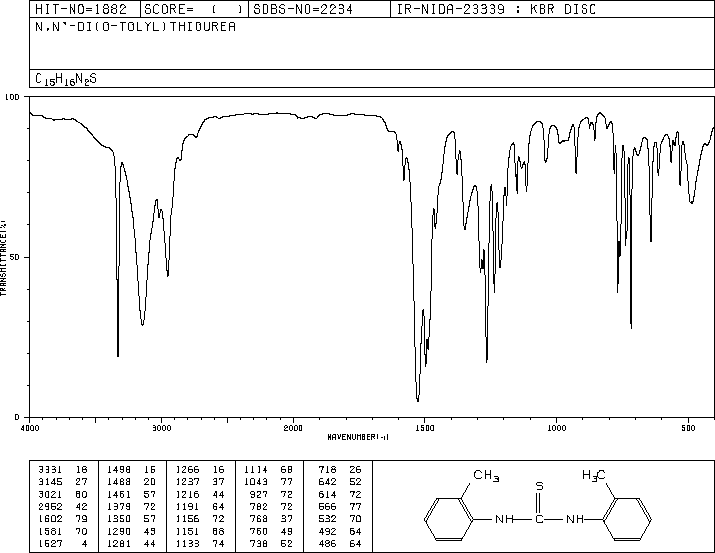 HIT-NO=1882 SCORE= ( ) SDBS-NO=2234 IR-NIDA-23339 : KBR DISC
N,N'-DI(O-TOLYL)THIOUREA
C15H16N2S
100
50
0
TRANSMITTANCE(%)
4000 3000 2000 1500 1000 500
WAVENUMBER(-1)
3331 18 1498 16 1266 16 1114 68 718 26
3145 27 1488 20 1237 37 1043 77 642 52
3021 60 1461 57 1216 44 927 72 614 72
2952 42 1379 72 1191 64 782 72 566 77
1602 79 1350 57 1156 72 768 37 532 70
1581 70 1290 43 1151 68 760 49 492 64
1527 4 1281 44 1133 74 738 52 486 64
CH3 S H3C
NH C NH